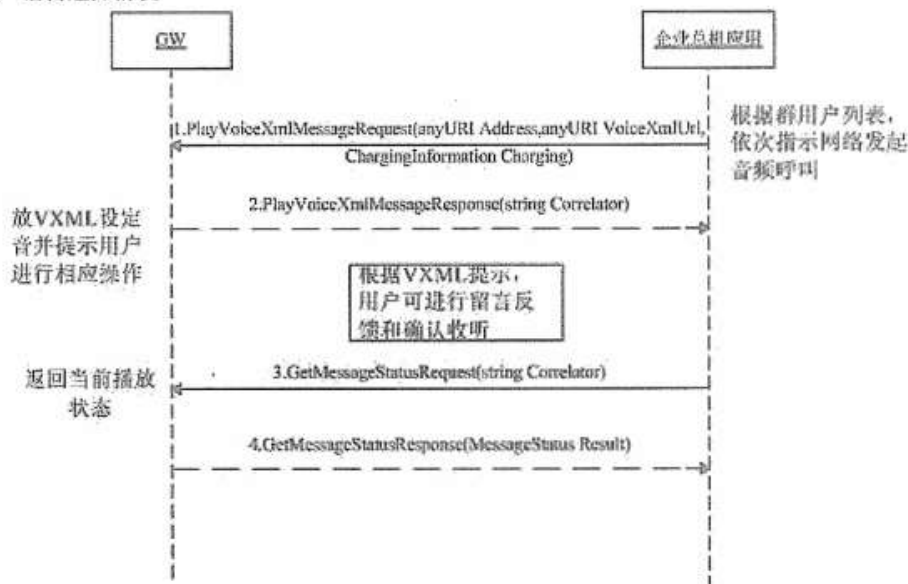 GW
企业总机应用
1.PlayVoiceXmlMessageRequest(anyURI Address,anyURI VoiceXmlUrl,
ChargingInformation Charging)
根据群用户列表,
依次指示网络发起
音频呼叫
2.PlayVoiceXmlMessageResponse(string Correlator)
放VXML设定
音并提示用户
进行相应操作
根据VXML提示,
用户可进行留言反
馈和确认收听
3.GetMessageStatusRequest(string Correlator)
返回当前播放
状态
4.GetMessageStatusResponse(MessageStatus Result)